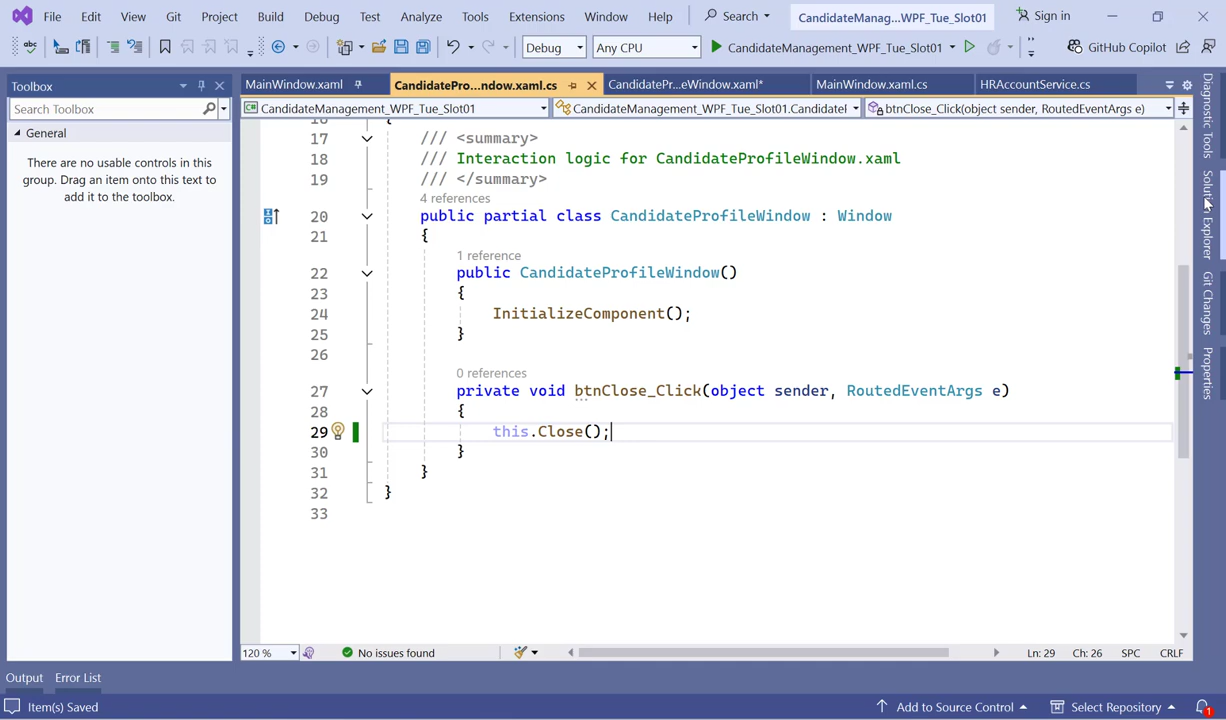 File Edit View Git Project Build Debug Test Analyze Tools Extensions Window Help Search CandidateManag...WPF_Tue_Slot01 Sign in
Debug Any CPU CandidateManagement_WPF_Tue_Slot01 GitHub Copilot
Toolbox
MainWindow.xaml CandidatePro...ndow.xaml.cs CandidatePr...eWindow.xaml* MainWindow.xaml.cs HRAccountService.cs
Search Toolbox
CandidateManagement_WPF_Tue_Slot01 CandidateManagement_WPF_Tue_Slot01.CandidateI btnClose_Click(object sender, RoutedEventArgs e)
General
There are no usable controls in this
group. Drag an item onto this text to
add it to the toolbox.
17 /// <summary>
18 /// Interaction logic for CandidateProfileWindow.xaml
19 /// </summary>
4 references
20 public partial class CandidateProfileWindow : Window
21 {
1 reference
22 public CandidateProfileWindow()
23 {
24 InitializeComponent();
25 }
26
0 references
27 private void btnClose_Click(object sender, RoutedEventArgs e)
28 {
29 this.Close();
30 }
31 }
32 }
33
Diagnostic Tools
Solution Explorer
Git Changes
Properties
120 % No issues found Ln: 29 Ch: 26 SPC CRLF
Output Error List
Item(s) Saved Add to Source Control Select Repository 1